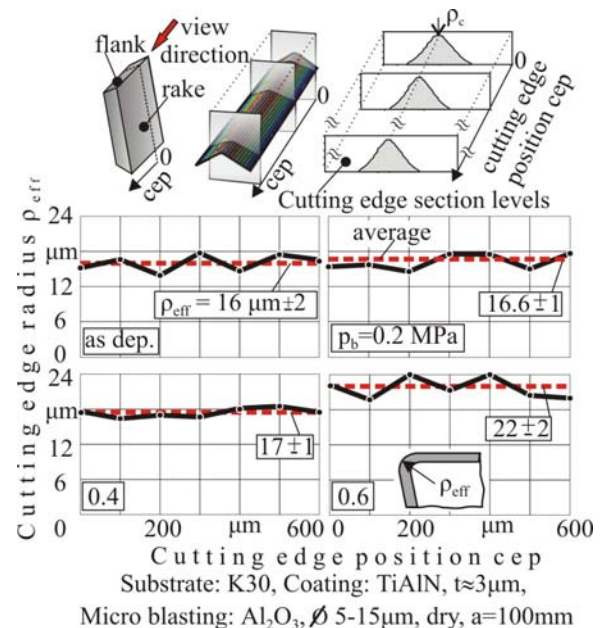 view
direction
flank
rake
0
cep
0
cep
ρc
0
cutting edge
position cep
Cutting edge section levels
Cutting edge radius ρeff
24
μm
12
6
0
ρeff = 16 μm±2
as dep.
average
16.6±1
pb=0.2 MPa
24
μm
12
6
0
17±1
0.4
22±2
ρeff
0.6
0 200 μm 600
200 μm 600
Cutting edge position cep
Substrate: K30, Coating: TiAlN, t≈3μm,
Micro blasting: Al2O3, Ø 5-15μm, dry, a=100mm